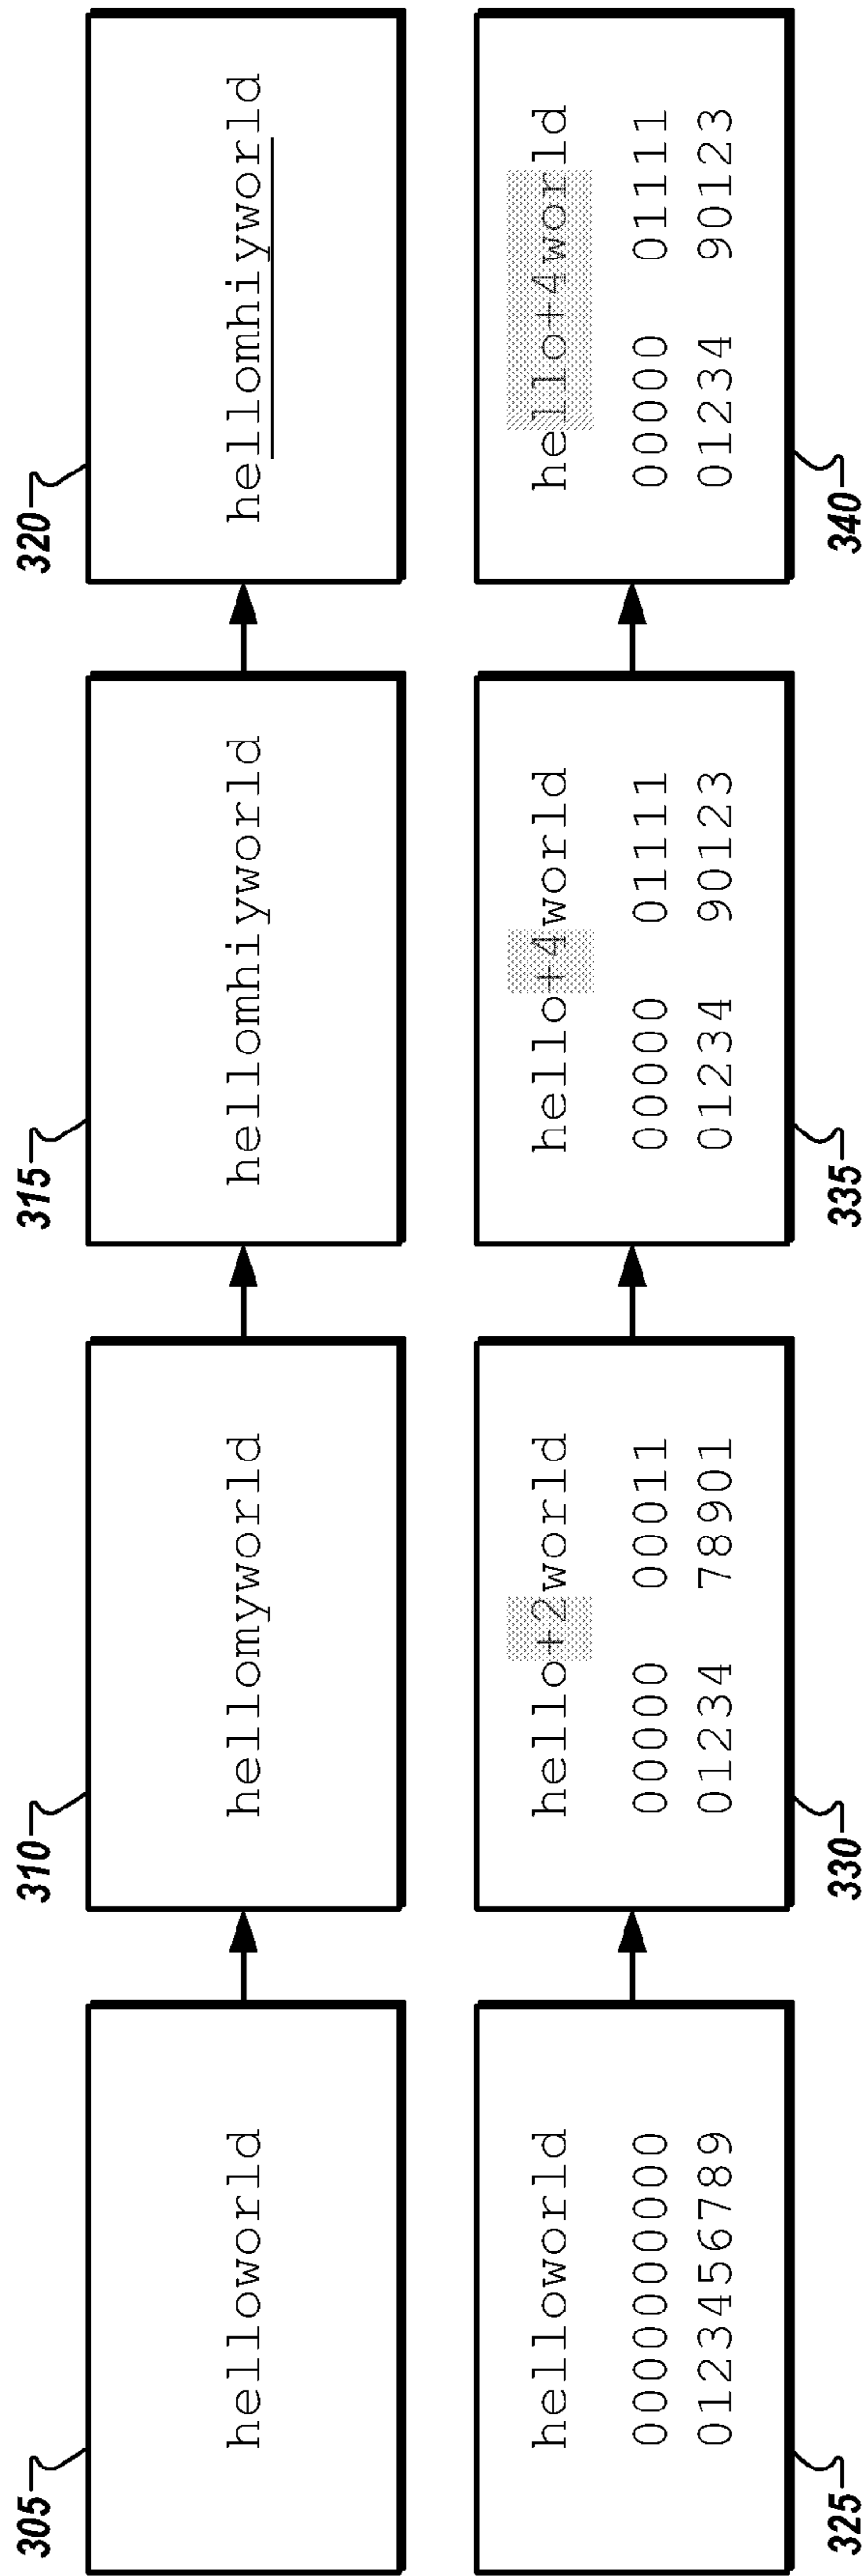 305
310
315
320
helloworld
hellomyworld
hellomhiyworld
hellomhiyworld
helloworld
0000000000
0123456789
hello+2world
00000 00011
01234 78901
hello+4world
00000 01111
01234 90123
hello+4world
00000 01111
01234 90123
325
330
335
340